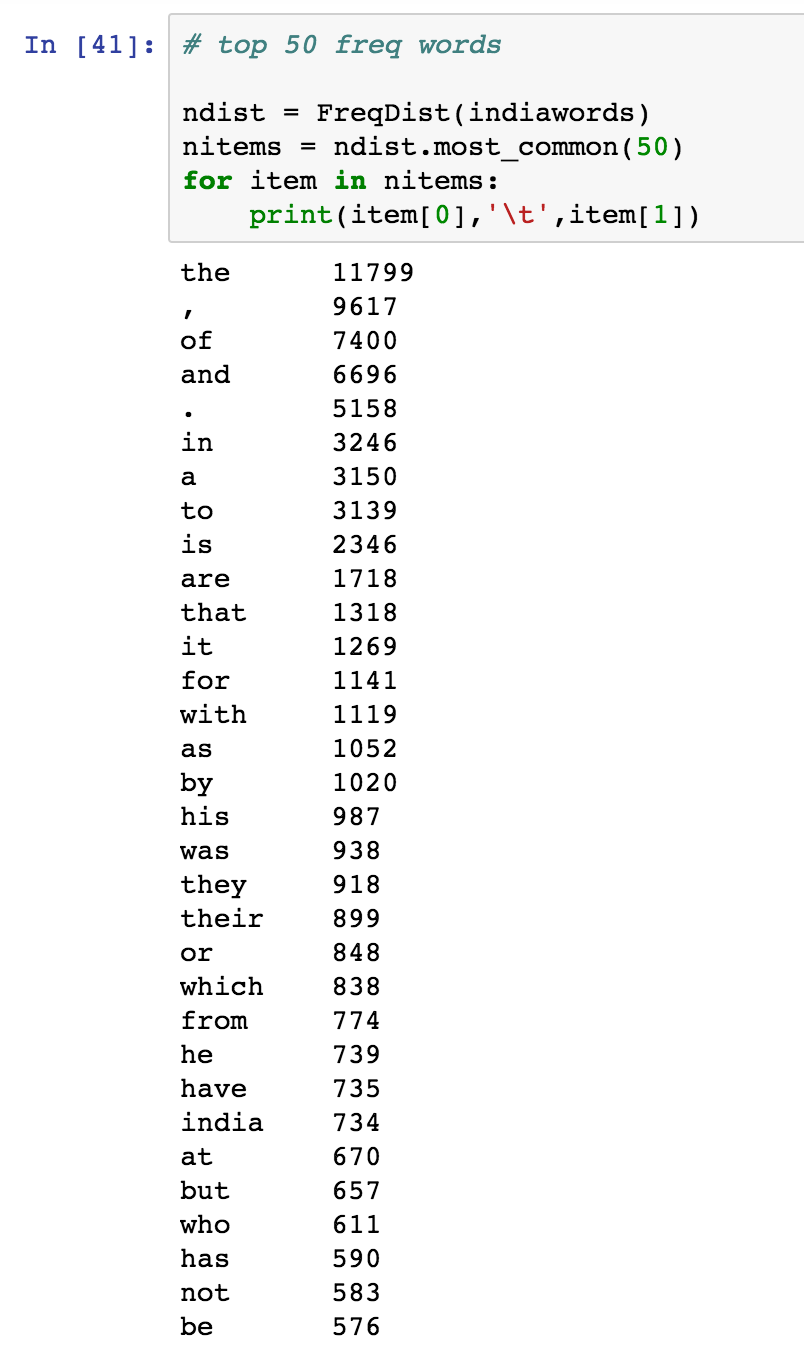 In [41]: # top 50 freq words
ndist = FreqDist(indiawords)
nitems = ndist.most_common(50)
for item in nitems:
    print(item[0],'\t',item[1])
the 11799
, 9617
of 7400
and 6696
. 5158
in 3246
a 3150
to 3139
is 2346
are 1718
that 1318
it 1269
for 1141
with 1119
as 1052
by 1020
his 987
was 938
they 918
their 899
or 848
which 838
from 774
he 739
have 735
india 734
at 670
but 657
who 611
has 590
not 583
be 576